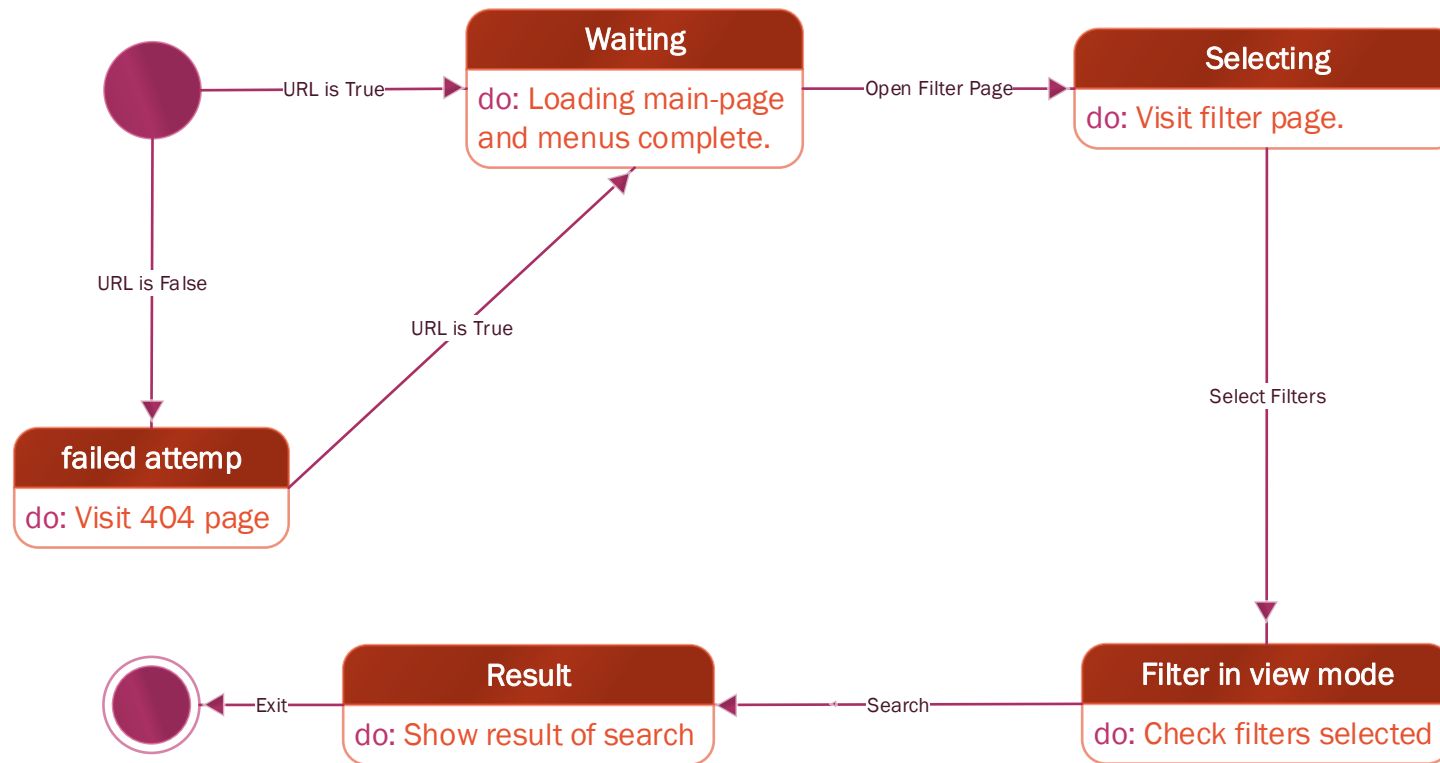 Waiting
do: Loading main-page
and menus complete.
URL is True
Open Filter Page
Selecting
do: Visit filter page.
URL is False
URL is True
Select Filters
failed attemp
do: Visit 404 page
Filter in view mode
do: Check filters selected
Search
Result
do: Show result of search
Exit